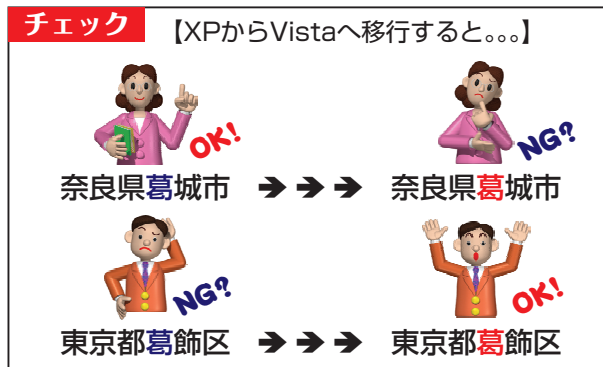 チェック 【XPからVistaへ移行すると。。。】
OK! NG?
奈良県葛城市 ➔➔➔ 奈良県葛城市
NG? OK!
東京都葛飾区 ➔➔➔ 東京都葛飾区